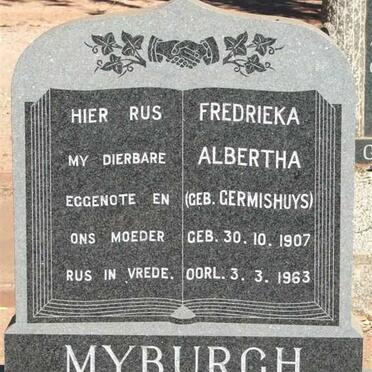 HIER RUS
MY DIERBARE
EGGENOTE EN
ONS MOEDER
RUS IN VREDE.
FREDRIEKA
ALBERTHA
(GEB. GERMISHUYS)
GEB. 30. 10. 1907
OORL. 3. 3. 1963
MYBURGH